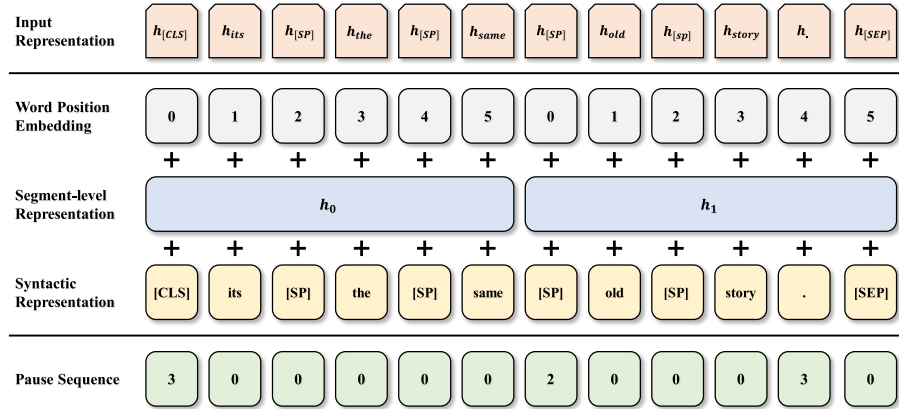 Input Representation h[CLS] hits h[SP] hthe h[SP] hsame h[SP] hold h[sp] hstory h. h[SEP]
Word Position Embedding 0 1 2 3 4 5 0 1 2 3 4 5
+ + + + + + + + + + + +
Segment-level Representation h0 h1
+ + + + + + + + + + + +
Syntactic Representation [CLS] its [SP] the [SP] same [SP] old [SP] story . [SEP]
Pause Sequence 3 0 0 0 0 0 2 0 0 0 3 0